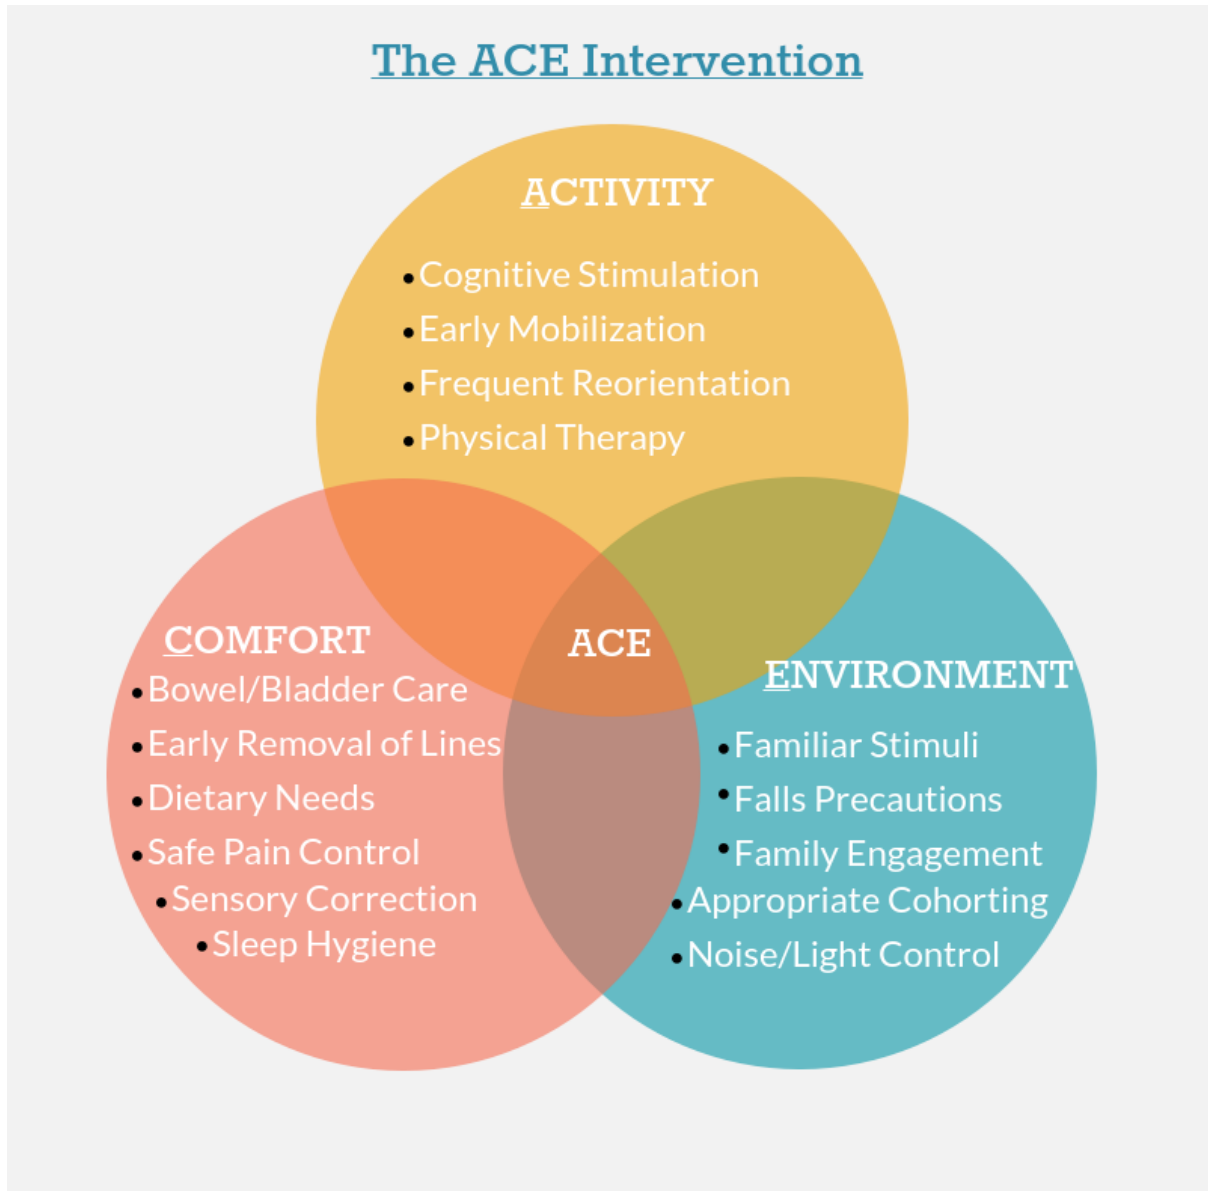 The ACE Intervention
ACTIVITY
•Cognitive Stimulation
•Early Mobilization
•Frequent Reorientation
•Physical Therapy
COMFORT
•Bowel/Bladder Care
•Early Removal of Lines
•Dietary Needs
•Safe Pain Control
•Sensory Correction
•Sleep Hygiene
ACE
ENVIRONMENT
•Familiar Stimuli
•Falls Precautions
•Family Engagement
•Appropriate Cohorting
•Noise/Light Control